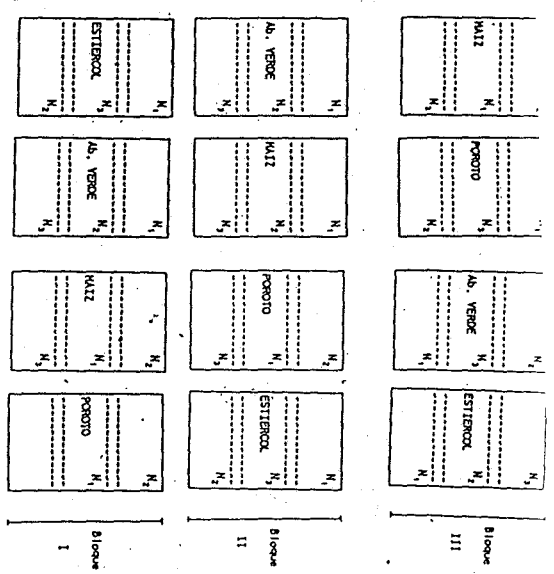 MAIZ
N₁
POROTO
N₁
N₃
N₂
Ab. VERDE
N₂
N₃
N₁
ESTIERCOL
N₃
N₂
N₁
Bloque
III
Ab. VERDE
N₁
N₂
N₃
MAIZ
N₁
N₂
N₃
POROTO
N₂
N₁
N₃
ESTIERCOL
N₁
N₃
N₂
Bloque
II
ESTIERCOL
N₁
N₃
N₂
Ab. VERDE
N₁
N₂
N₃
MAIZ
N₂
N₁
N₃
POROTO
N₂
N₁
Bloque
I